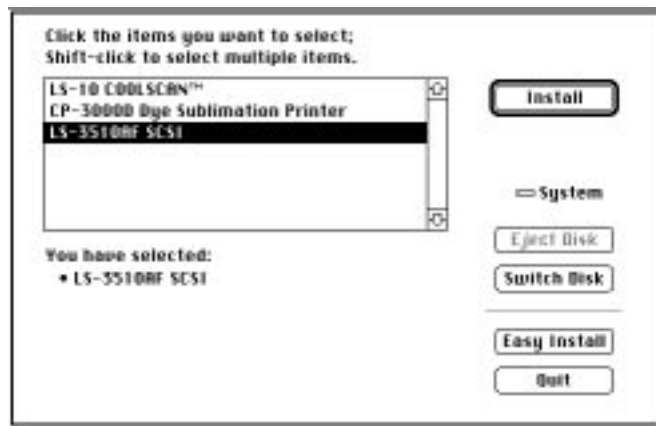 Click the items you want to select;
Shift-click to select multiple items.
LS-10 COOLSCAN™
CP-3000D Dye Sublimation Printer
LS-3510AF SCSI
You have selected:
• LS-3510AF SCSI
Install
System
Eject Disk
Switch Disk
Easy Install
Quit